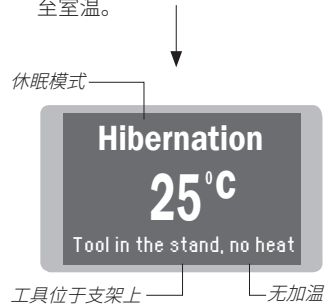 至室温。
休眠模式
Hibernation
25°C
Tool in the stand, no heat
工具位于支架上
无加温